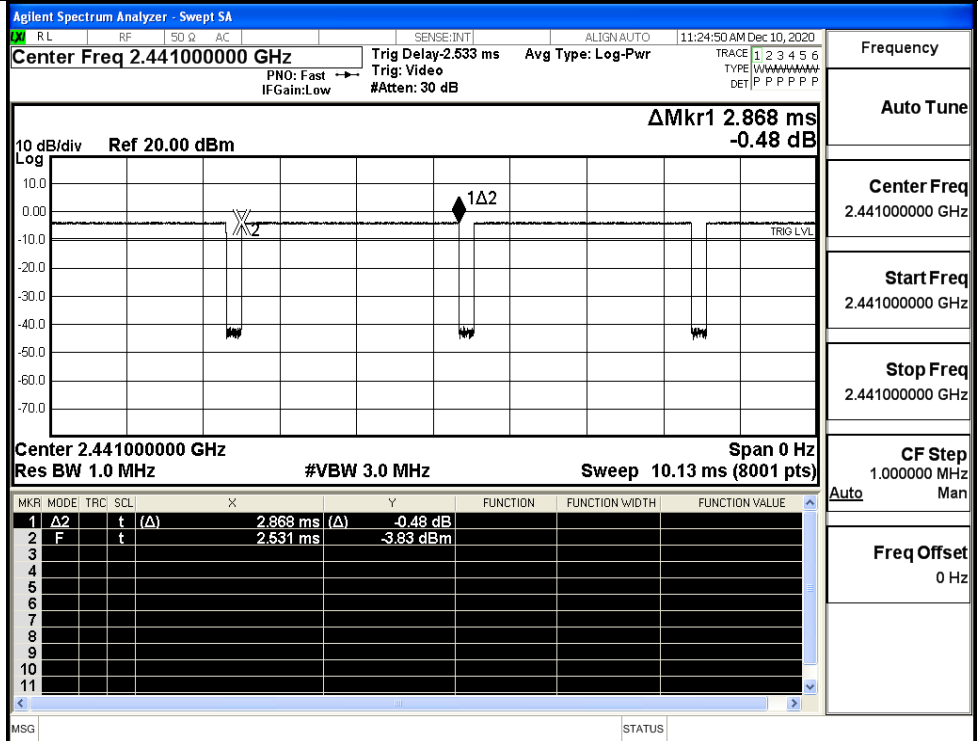 Agilent Spectrum Analyzer - Swept SA
LXI RL RF 50 Ω AC SENSE:INT ALIGN AUTO 11:24:50 AM Dec 10, 2020
Center Freq 2.441000000 GHz
PNO: Fast
IFGain:Low
Trig Delay-2.533 ms
Trig: Video
#Atten: 30 dB
Avg Type: Log-Pwr
TRACE 1 2 3 4 5 6
TYPE WWWWWW
DET P P P P P P
ΔMkr1 2.868 ms
-0.48 dB
10 dB/div Ref 20.00 dBm
Log
10.0
0.00
-10.0
-20.0
-30.0
-40.0
-50.0
-60.0
-70.0
1Δ2
2
TRIG LVL
Center 2.441000000 GHz Span 0 Hz
Res BW 1.0 MHz #VBW 3.0 MHz Sweep 10.13 ms (8001 pts)
MKR MODE TRC SCL X Y FUNCTION FUNCTION WIDTH FUNCTION VALUE
1 Δ2 t (Δ) 2.868 ms (Δ) -0.48 dB
2 F t 2.531 ms -3.83 dBm
3
4
5
6
7
8
9
10
11
MSG STATUS
Frequency
Auto Tune
Center Freq
2.441000000 GHz
Start Freq
2.441000000 GHz
Stop Freq
2.441000000 GHz
CF Step
1.000000 MHz
Auto Man
Freq Offset
0 Hz